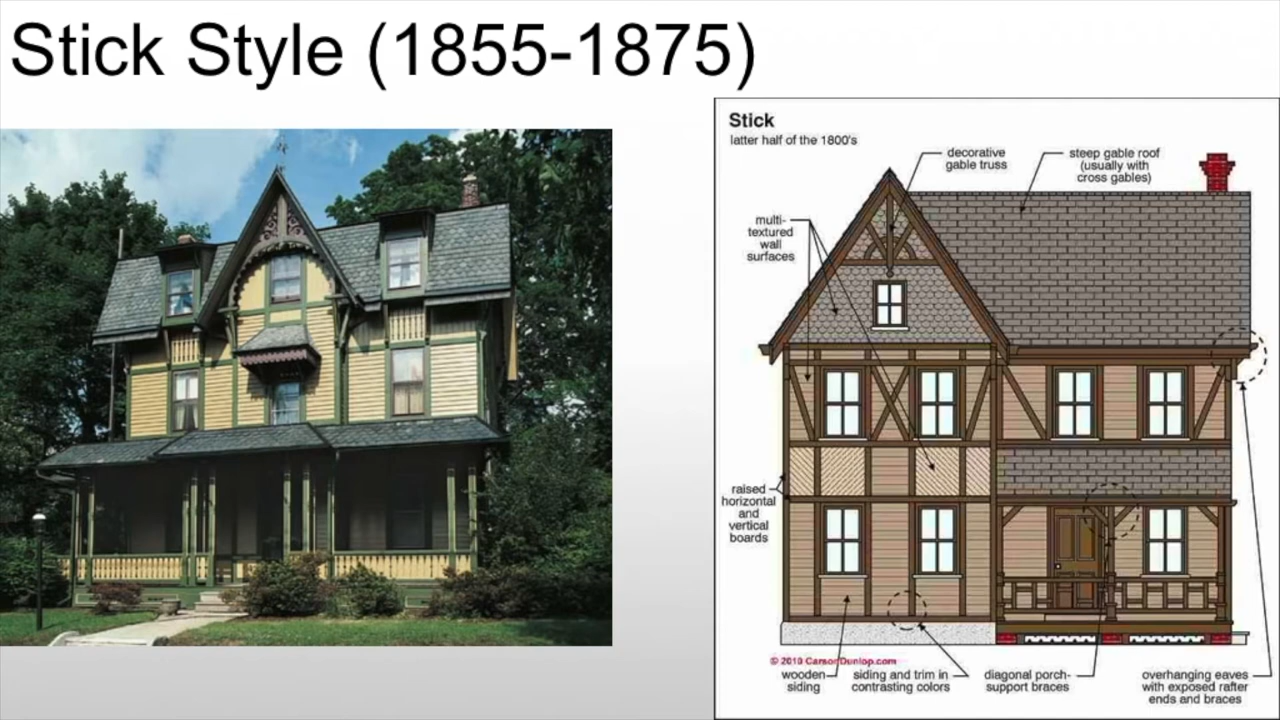 Stick Style (1855-1875)
Stick
latter half of the 1800's
decorative
gable truss
steep gable roof
(usually with
cross gables)
multi-
textured
wall
surfaces
raised
horizontal
and
vertical
boards
© 2010 CarsonDunlop.com
wooden
siding
siding and trim in
contrasting colors
diagonal porch-
support braces
overhanging eaves
with exposed rafter
ends and braces